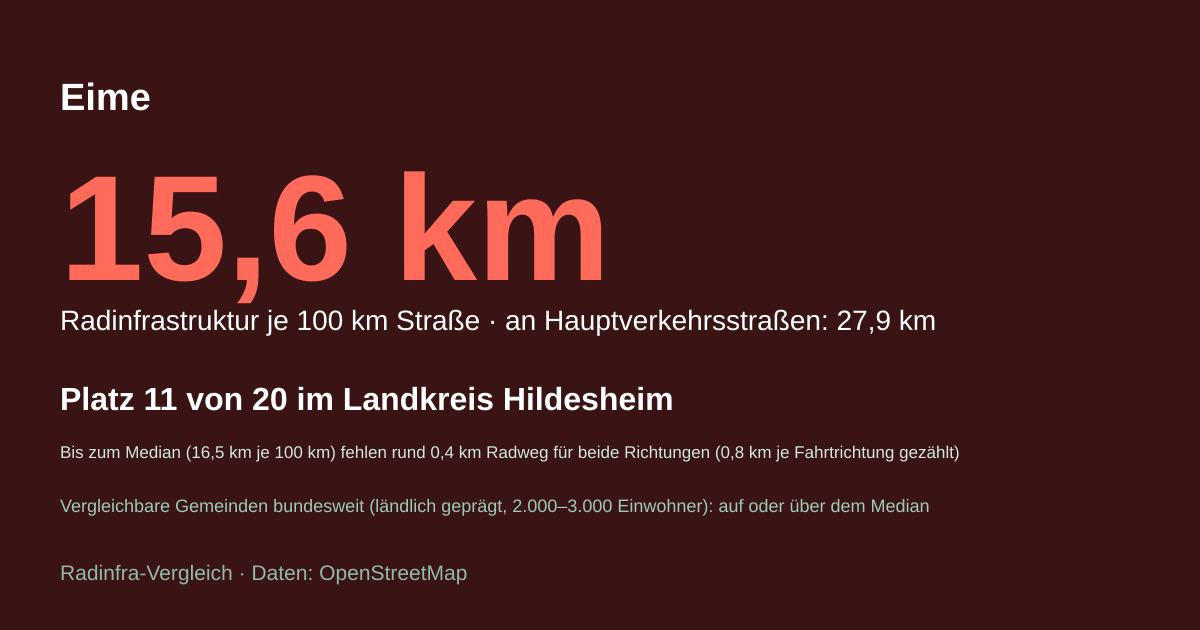 Eime
15,6 km
Radinfrastruktur je 100 km Straße · an Hauptverkehrsstraßen: 27,9 km
Platz 11 von 20 im Landkreis Hildesheim
Bis zum Median (16,5 km je 100 km) fehlen rund 0,4 km Radweg für beide Richtungen (0,8 km je Fahrtrichtung gezählt)
Vergleichbare Gemeinden bundesweit (ländlich geprägt, 2.000–3.000 Einwohner): auf oder über dem Median
Radinfra-Vergleich · Daten: OpenStreetMap